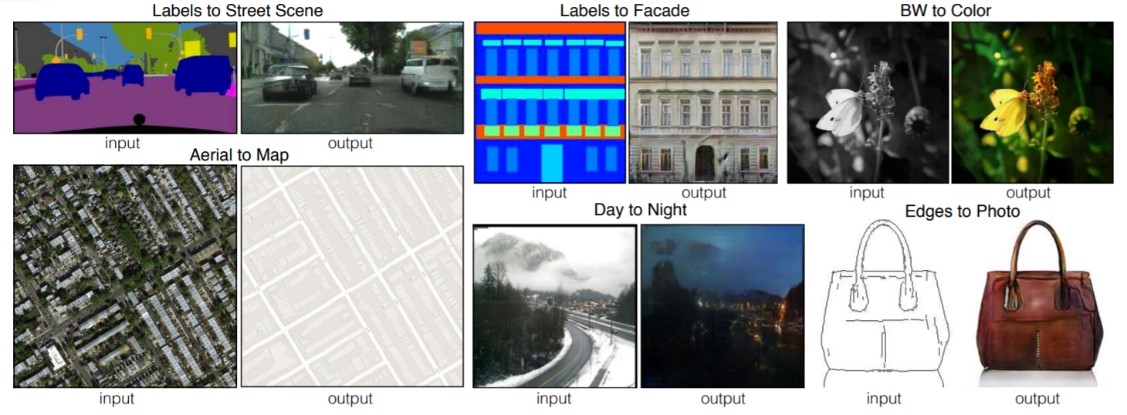 Labels to Street Scene
input
output
Aerial to Map
input
output
Labels to Facade
input
output
BW to Color
input
output
Day to Night
input
output
Edges to Photo
input
output